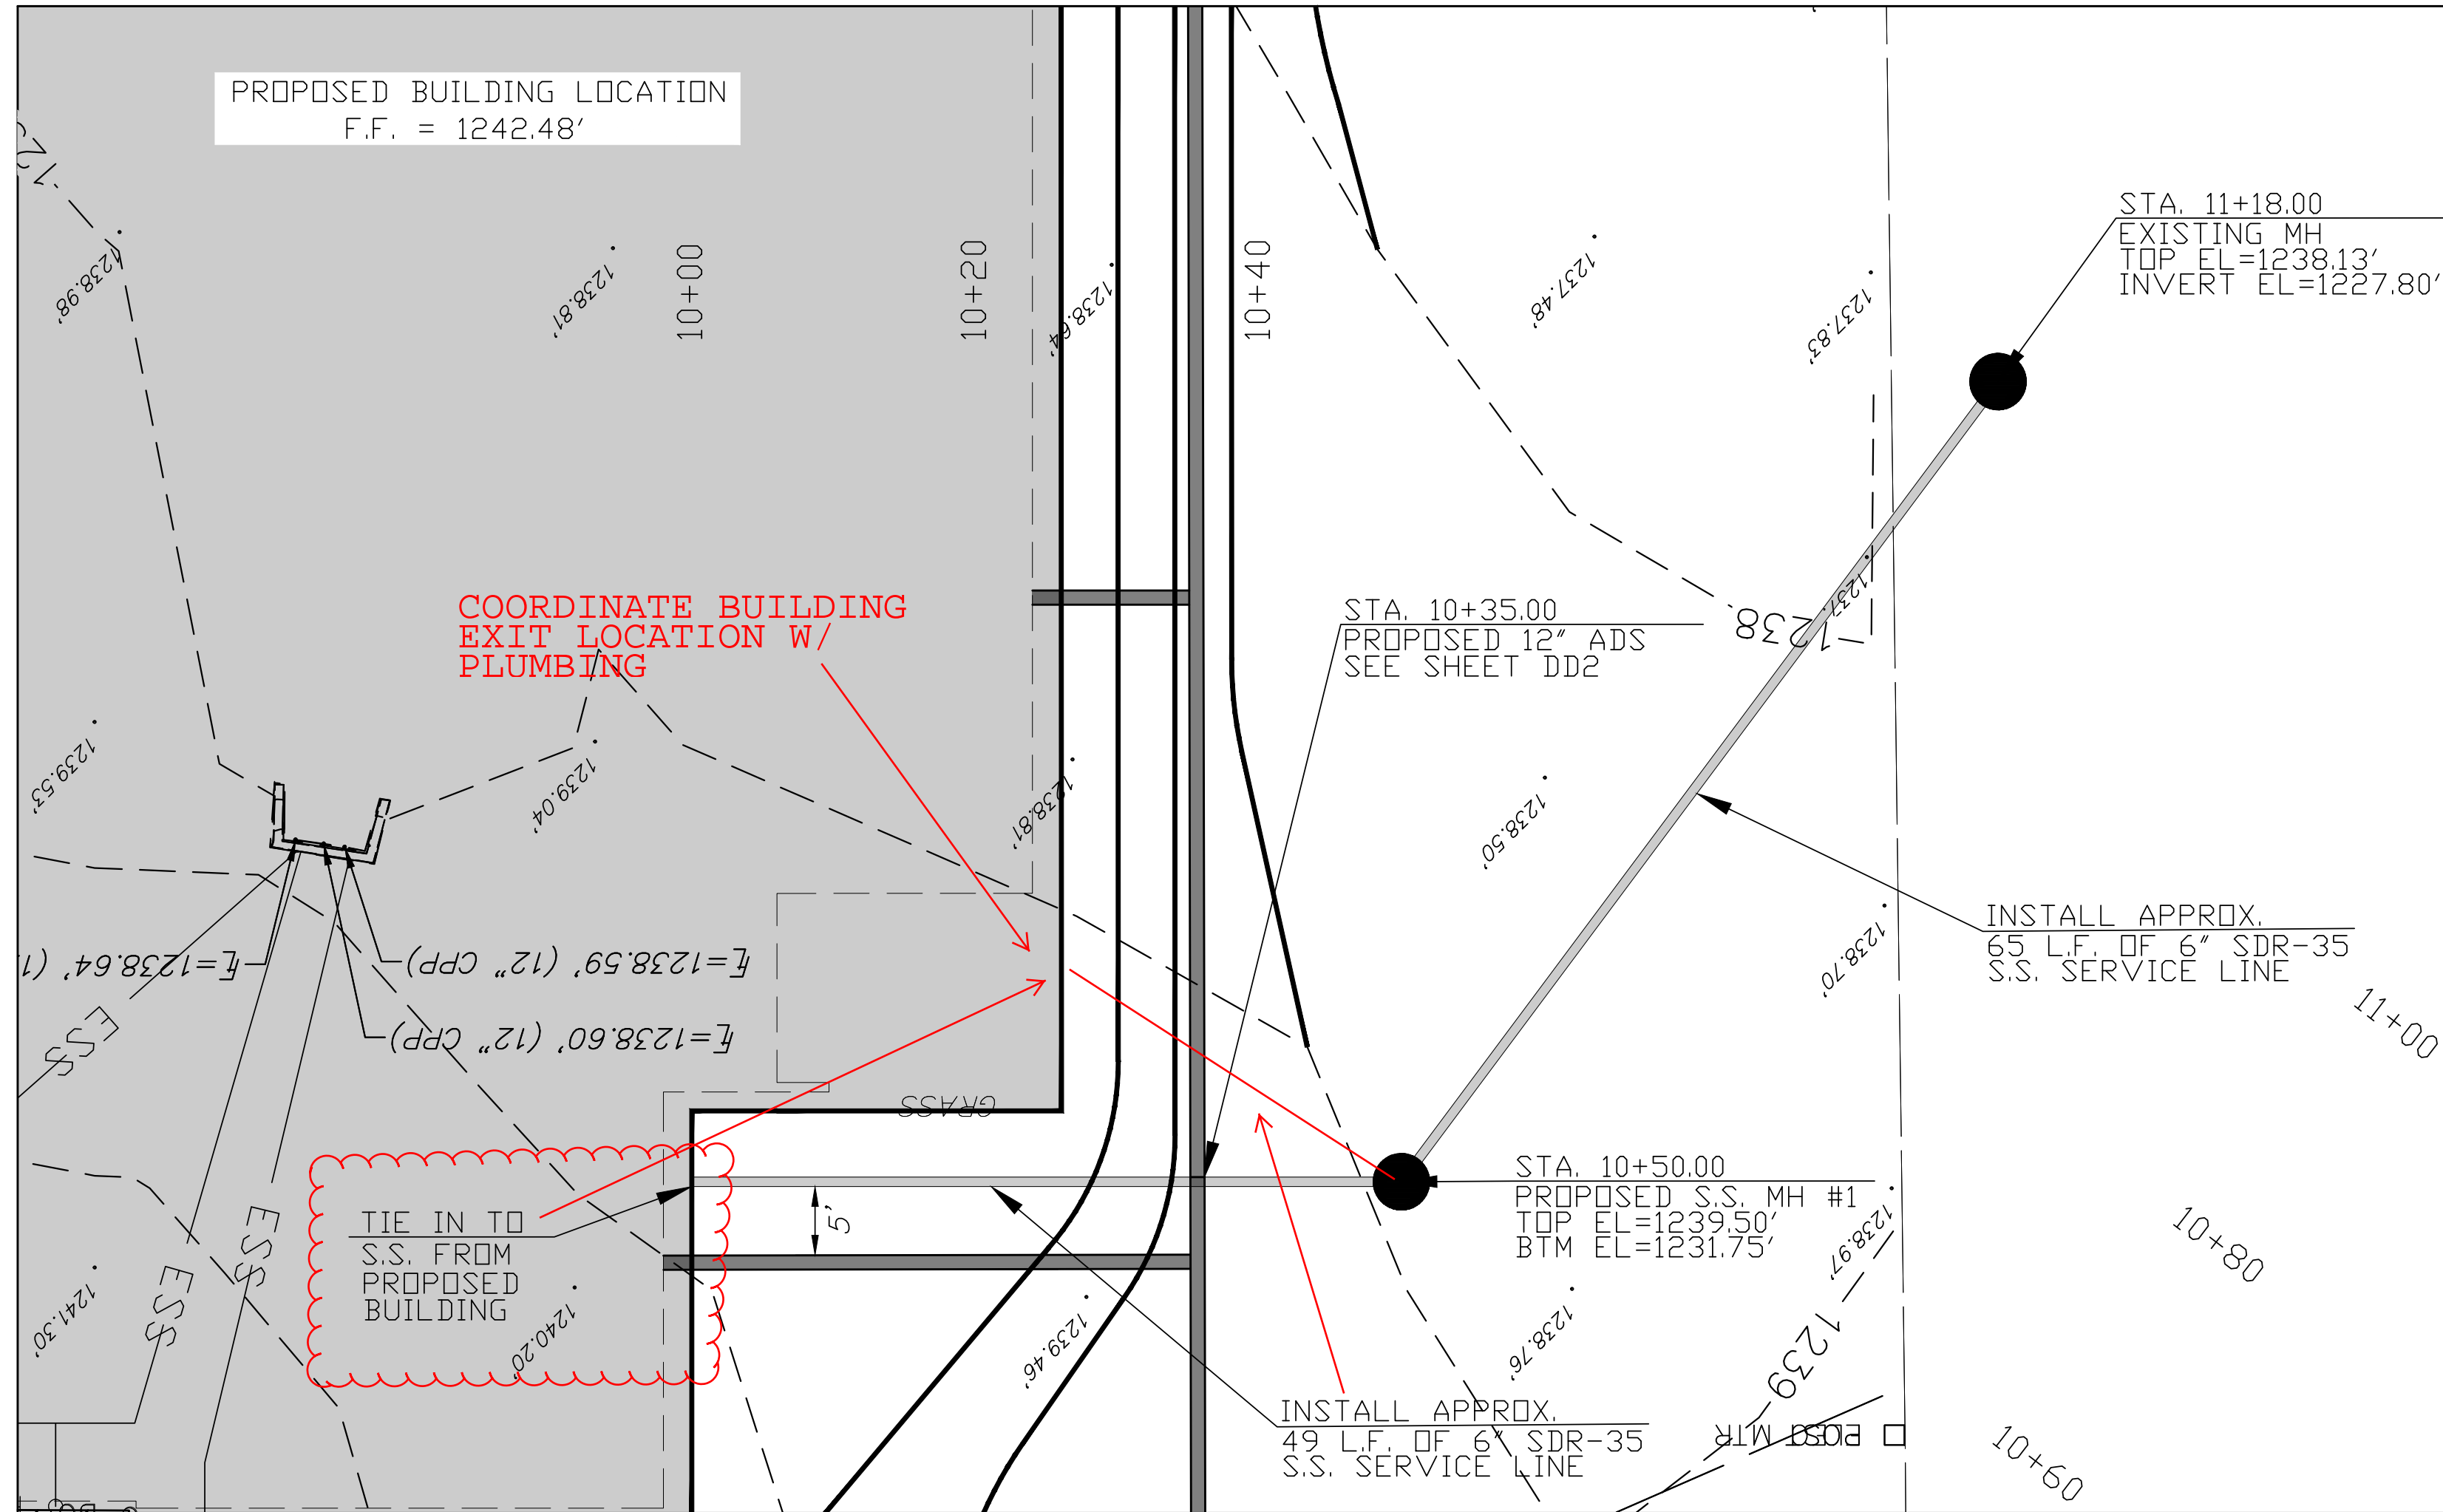 PROPOSED BUILDING LOCATION
F.F. = 1242.48'
STA. 11+18.00
EXISTING MH
TOP EL=1238.13'
INVERT EL=1227.80'
10+00
10+20
10+40
1238.98'
1238.81'
1238.64'
1237.48'
1237.83'
COORDINATE BUILDING
EXIT LOCATION W/
PLUMBING
STA. 10+35.00
PROPOSED 12" ADS
SEE SHEET DD2
1238
1239.53'
1239.04'
1238.81'
1238.50'
1238.70'
INSTALL APPROX.
65 L.F. OF 6" SDR-35
S.S. SERVICE LINE
11+00
=1238.64'
=1238.59' (12" CPP)
=1238.60' (12" CPP)
ESS
GRASS
STA. 10+50.00
PROPOSED S.S. MH #1
TOP EL=1239.50'
BTM EL=1231.75'
TIE IN TO
S.S. FROM
PROPOSED
BUILDING
5'
ESS
ESS
1238.97'
10+80
1241.30'
1240.20'
1239.46'
1238.76'
1239
INSTALL APPROX.
49 L.F. OF 6" SDR-35
S.S. SERVICE LINE
MTR
10+60